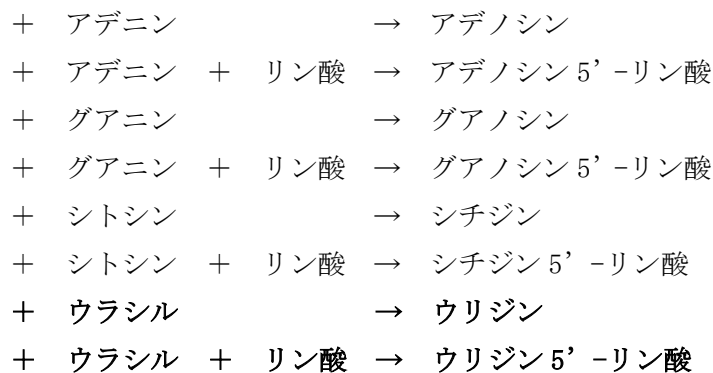 ＋ アデニン → アデノシン
＋ アデニン ＋ リン酸 → アデノシン5’-リン酸
＋ グアニン → グアノシン
＋ グアニン ＋ リン酸 → グアノシン5’-リン酸
＋ シトシン → シチジン
＋ シトシン ＋ リン酸 → シチジン5’-リン酸
＋ ウラシル → ウリジン
＋ ウラシル ＋ リン酸 → ウリジン5’-リン酸